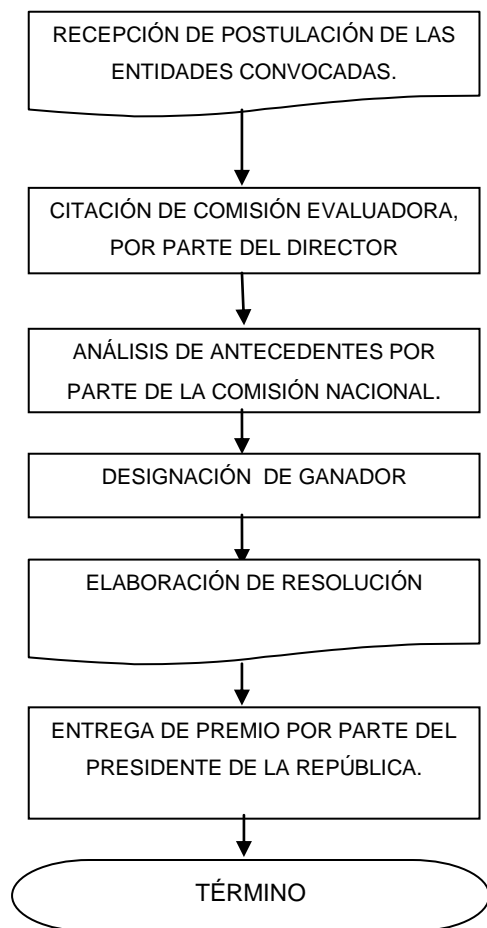 RECEPCIÓN DE POSTULACIÓN DE LAS
ENTIDADES CONVOCADAS.
CITACIÓN DE COMISIÓN EVALUADORA,
POR PARTE DEL DIRECTOR
ANÁLISIS DE ANTECEDENTES POR
PARTE DE LA COMISIÓN NACIONAL.
DESIGNACIÓN DE GANADOR
ELABORACIÓN DE RESOLUCIÓN
ENTREGA DE PREMIO POR PARTE DEL
PRESIDENTE DE LA REPÚBLICA.
TÉRMINO